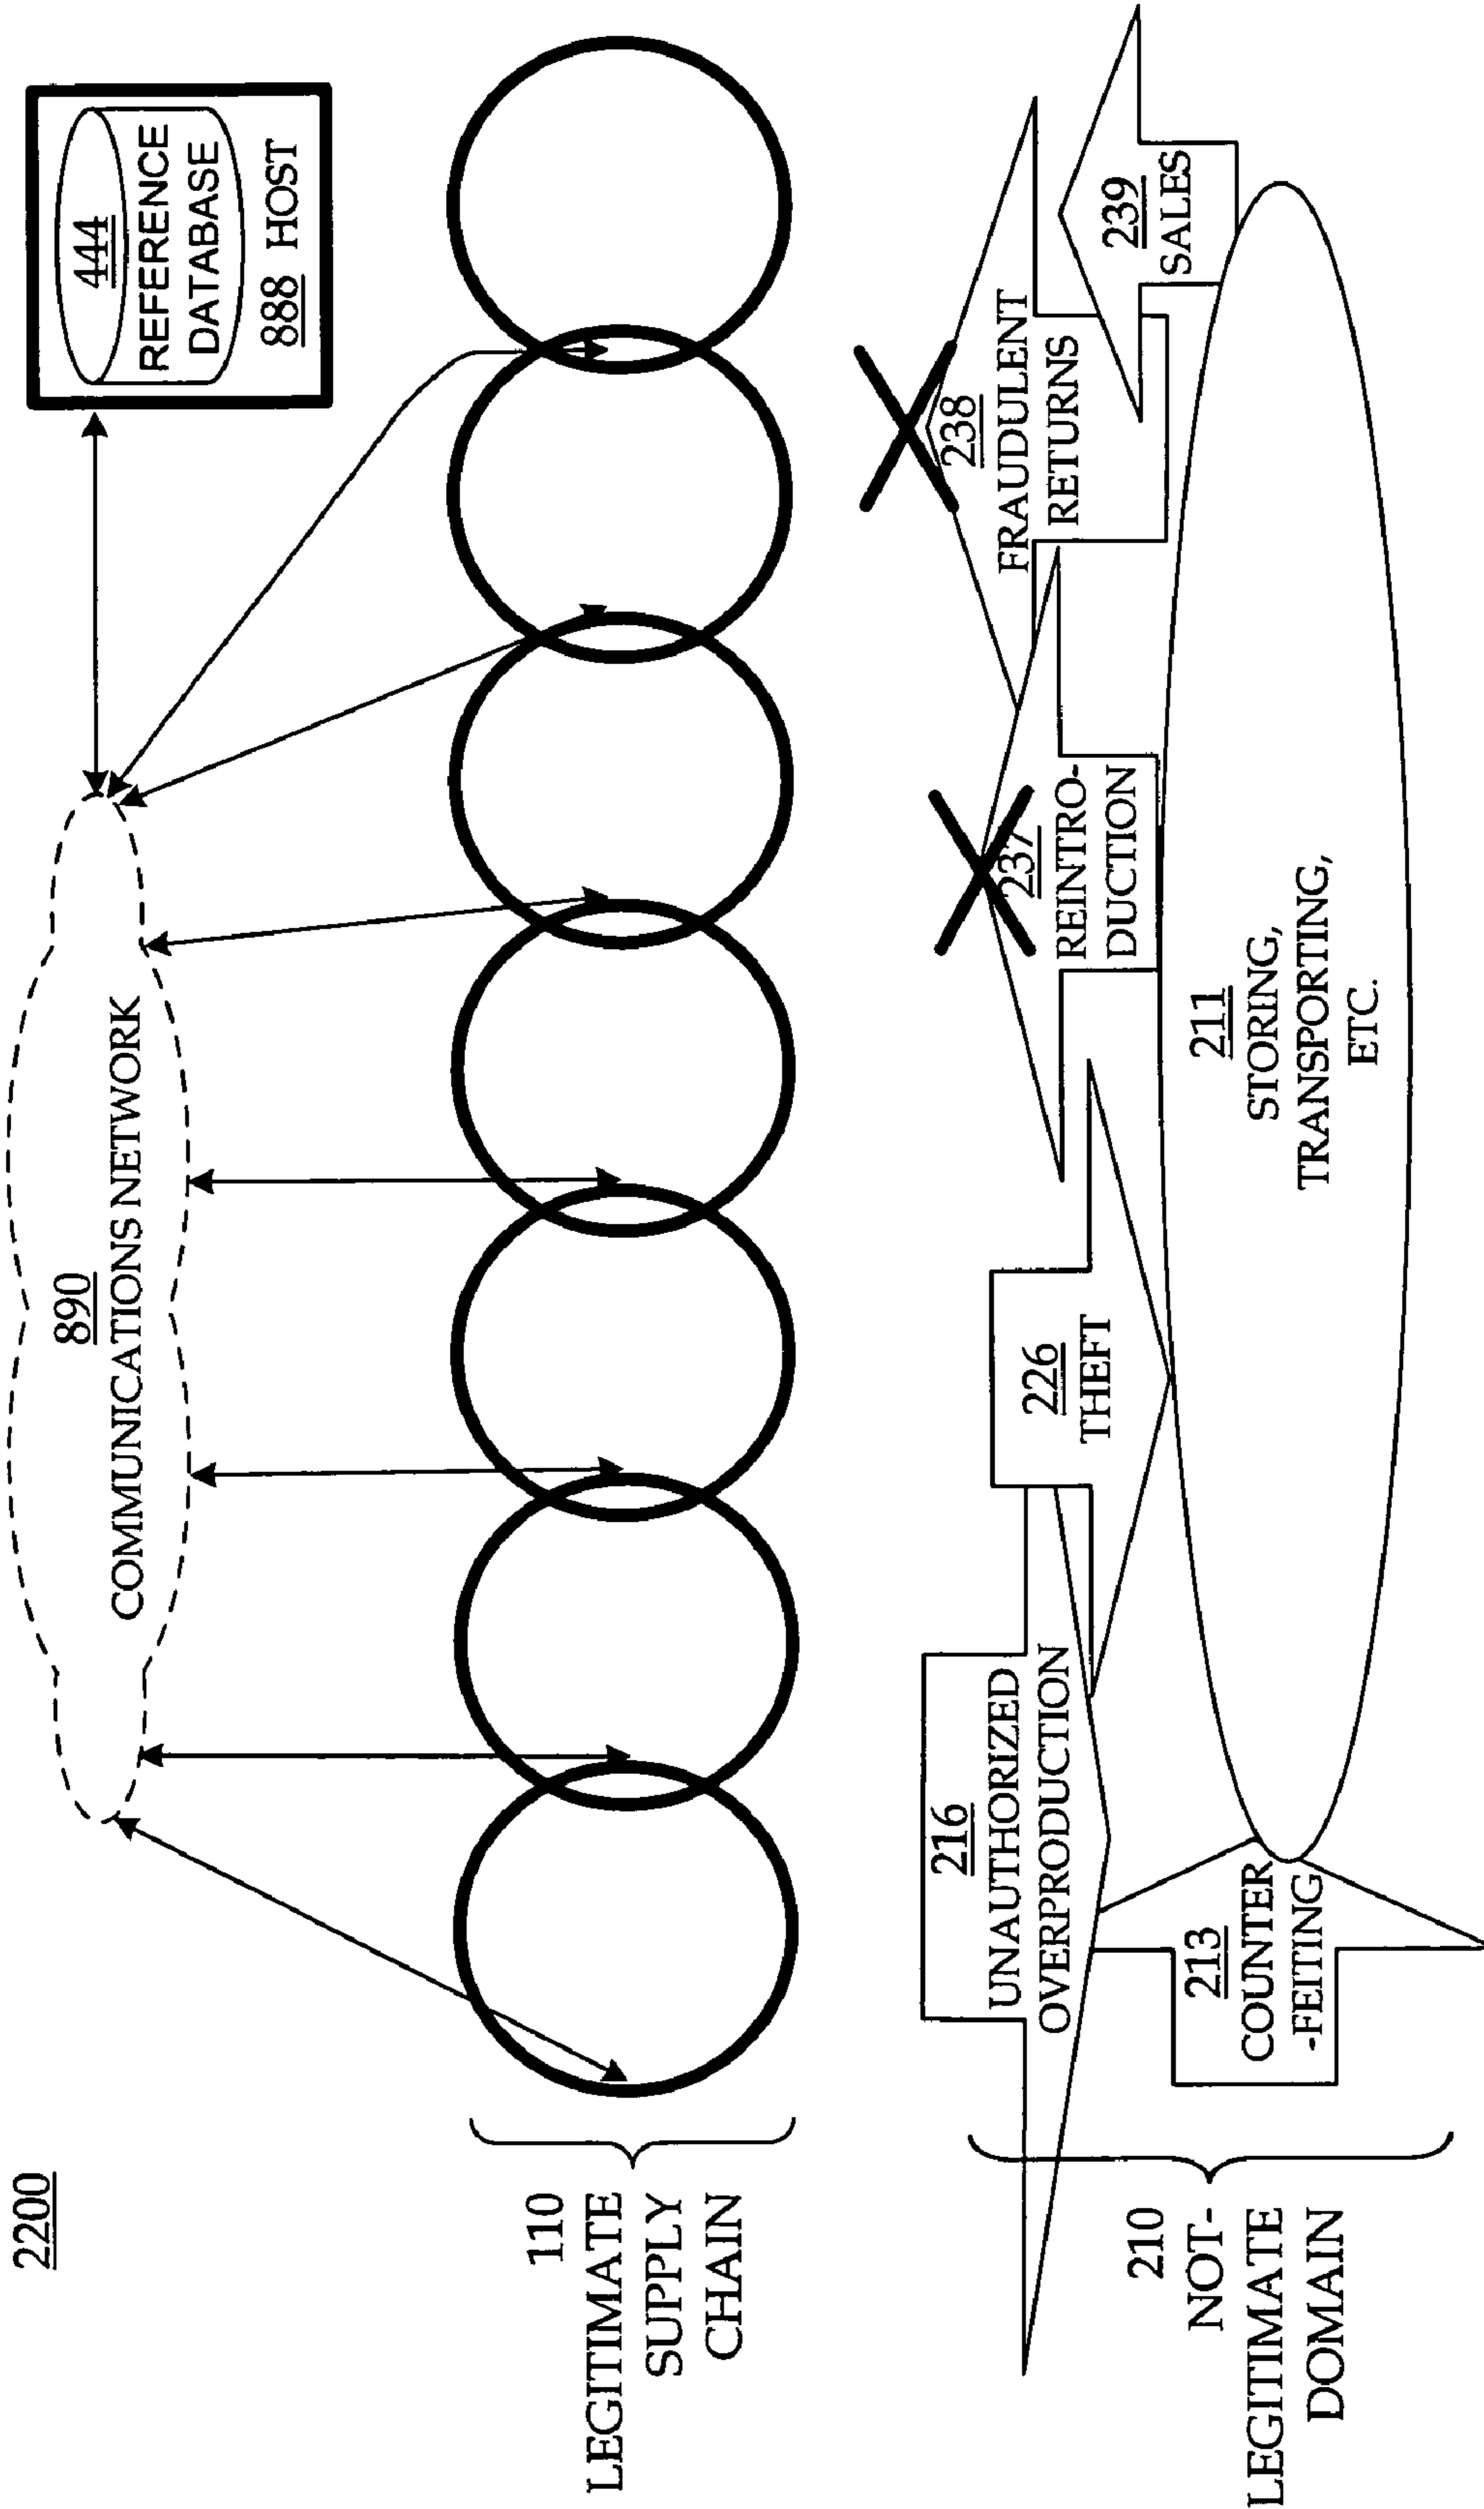 2200
890
COMMUNICATIONS NETWORK
444
REFERENCE
DATABASE
888 HOST
110
LEGITIMATE
SUPPLY
CHAIN
210
NOT-
LEGITIMATE
DOMAIN
216
UNAUTHORIZED
OVERPRODUCTION
213
COUNTER
-FEITING
226
THEFT
237
REINTRO-
DUCTION
238
FRAUDULENT
RETURNS
239
SALES
211
STORING,
TRANSPORTING,
ETC.